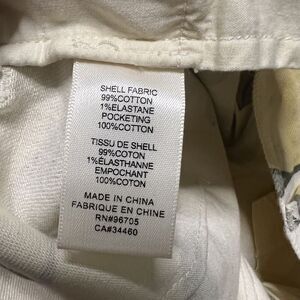 SHELL FABRIC
99%COTTON
1%ELASTANE
POCKETING
100%COTTON
TISSU DE SHELL
99%COTON
1%ÉLASTHANNE
EMPOCHANT
100%COTON
MADE IN CHINA
FABRIQUE EN CHINE
RN#96705
CA#34460